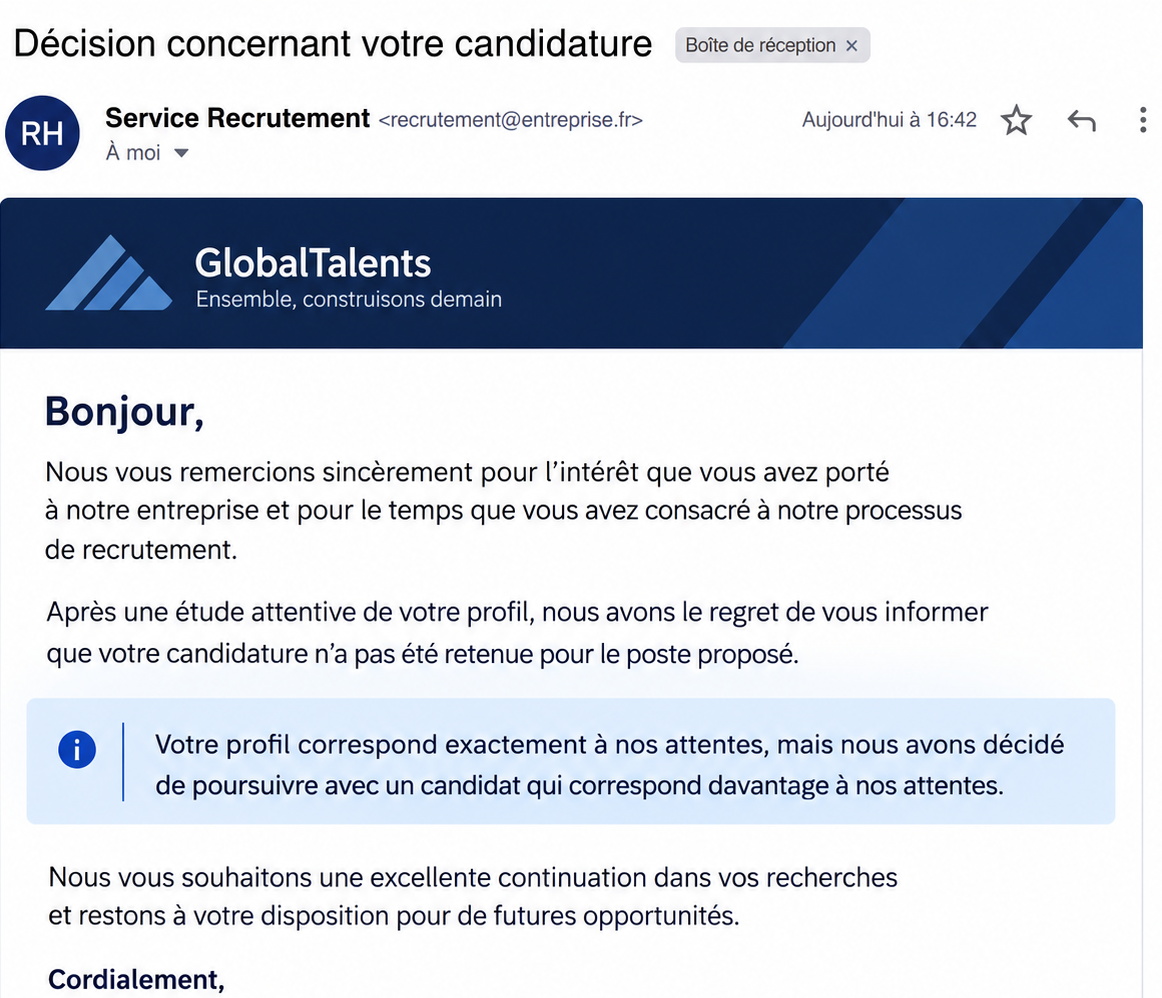 Décision concernant votre candidature
Boîte de réception ×
RH
Service Recrutement <recrutement@entreprise.fr>
Aujourd'hui à 16:42
À moi
GlobalTalents
Ensemble, construisons demain
Bonjour,
Nous vous remercions sincèrement pour l’intérêt que vous avez porté
à notre entreprise et pour le temps que vous avez consacré à notre processus
de recrutement.
Après une étude attentive de votre profil, nous avons le regret de vous informer
que votre candidature n’a pas été retenue pour le poste proposé.
i
Votre profil correspond exactement à nos attentes, mais nous avons décidé
de poursuivre avec un candidat qui correspond davantage à nos attentes.
Nous vous souhaitons une excellente continuation dans vos recherches
et restons à votre disposition pour de futures opportunités.
Cordialement,